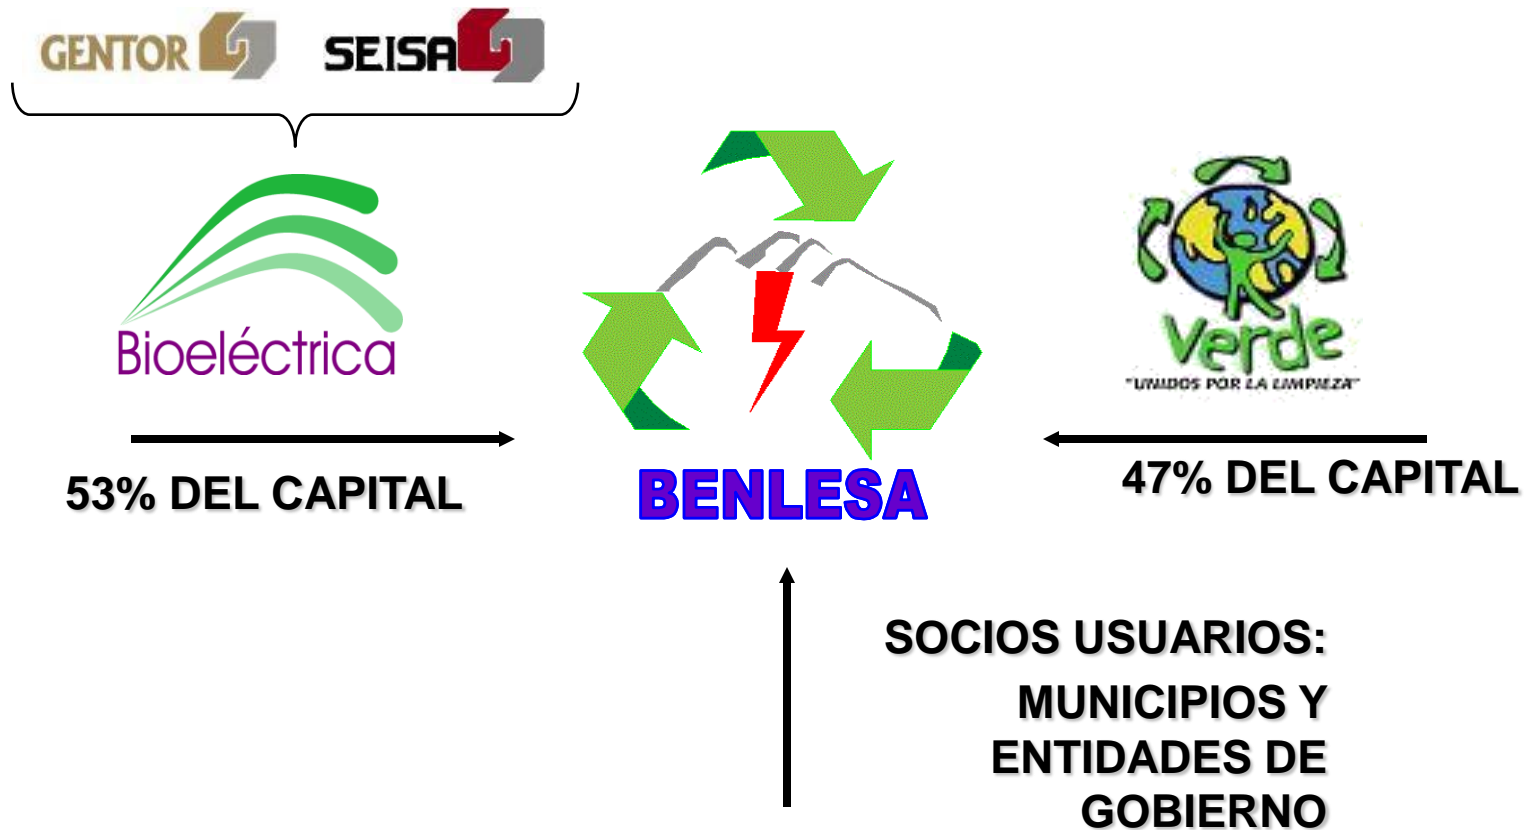 GENTOR
SEISA
Bioeléctrica
Verde
"UNIDOS POR LA LIMPIEZA"
53% DEL CAPITAL
BENLESA
47% DEL CAPITAL
SOCIOS USUARIOS:
MUNICIPIOS Y
ENTIDADES DE
GOBIERNO